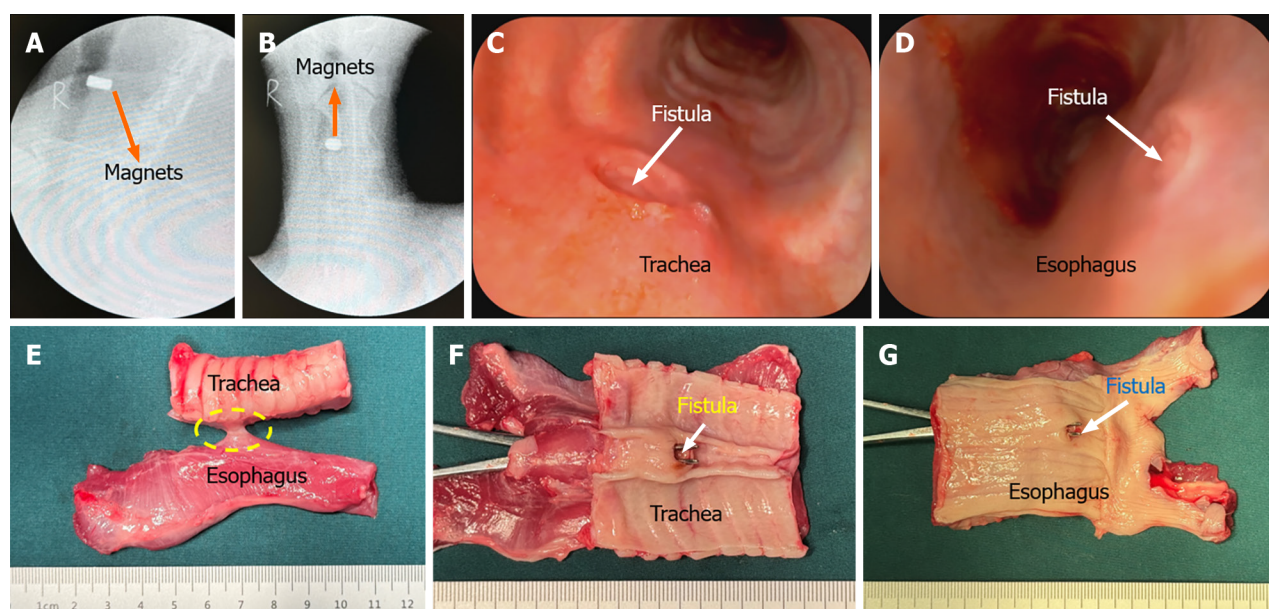 A
R
Magnets
B
Magnets
R
C
Fistula
Trachea
D
Fistula
Esophagus
E
Trachea
Esophagus
1cm 2 3 4 5 6 7 8 9 10 11 12
F
Fistula
Trachea
G
Fistula
Esophagus